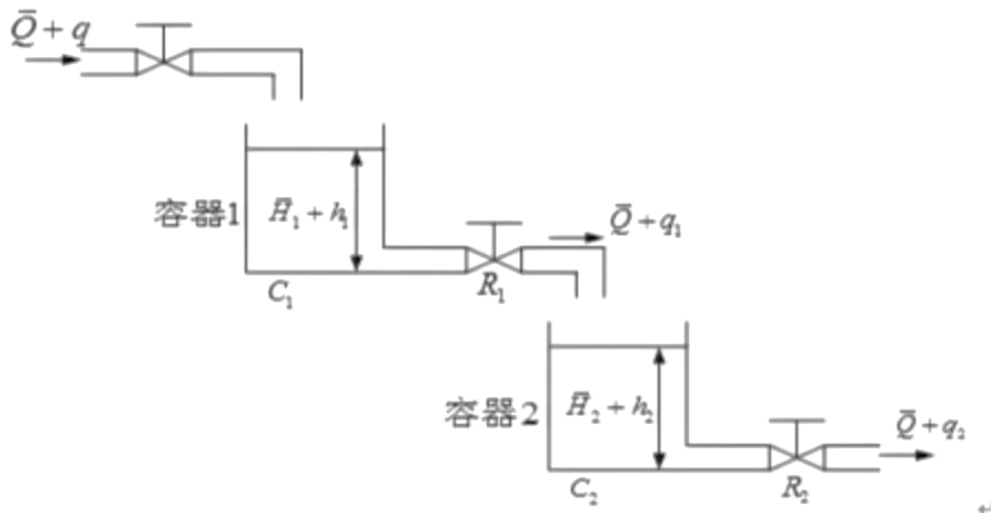 Q̄ + q
容器1
H̄₁ + h₁
Q̄ + q₁
C₁
R₁
容器2
H̄₂ + h₂
Q̄ + q₂
C₂
R₂